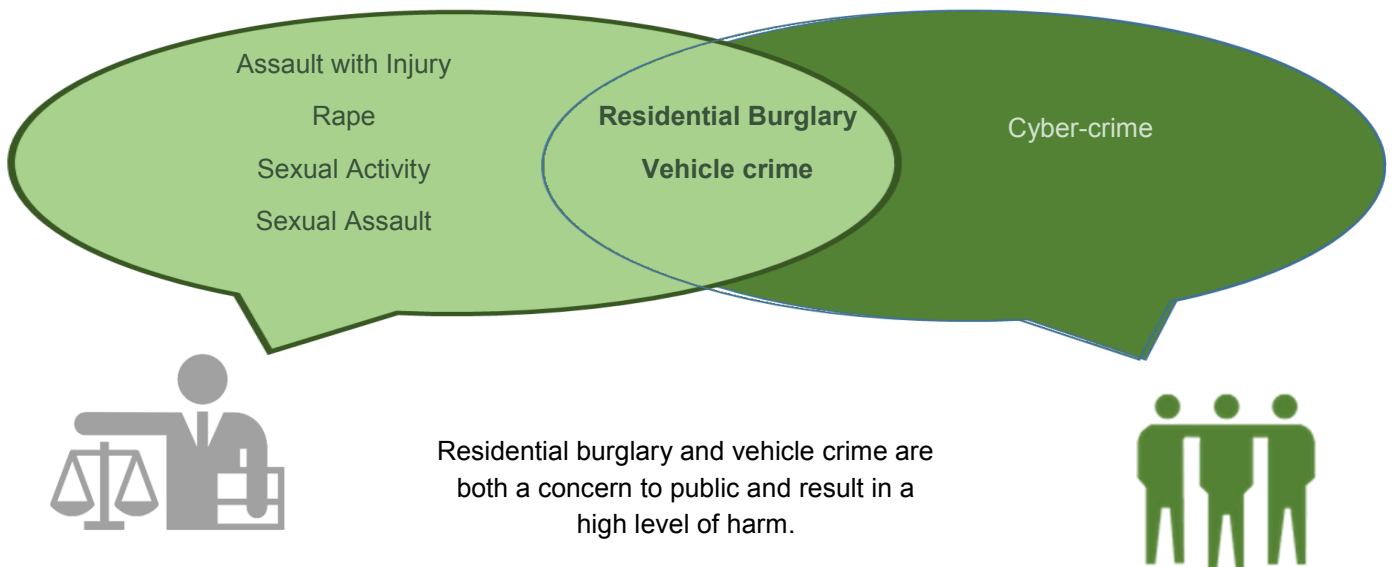 Assault with Injury
Rape
Sexual Activity
Sexual Assault
Residential Burglary
Vehicle crime
Cyber-crime
Residential burglary and vehicle crime are
both a concern to public and result in a
high level of harm.